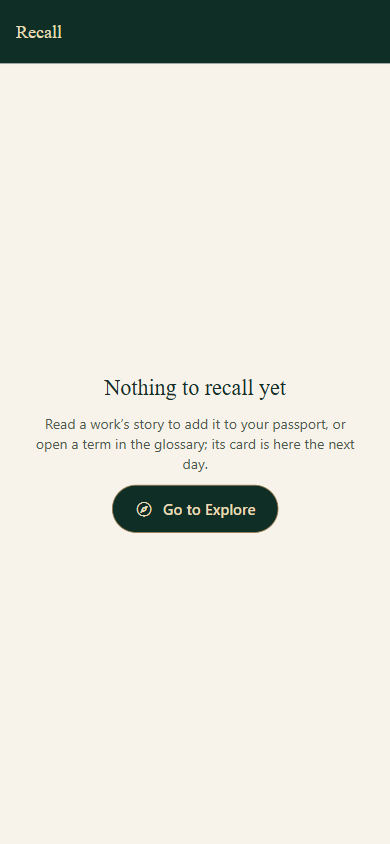 Recall
Nothing to recall yet
Read a work’s story to add it to your passport, or
open a term in the glossary; its card is here the next
day.
Go to Explore